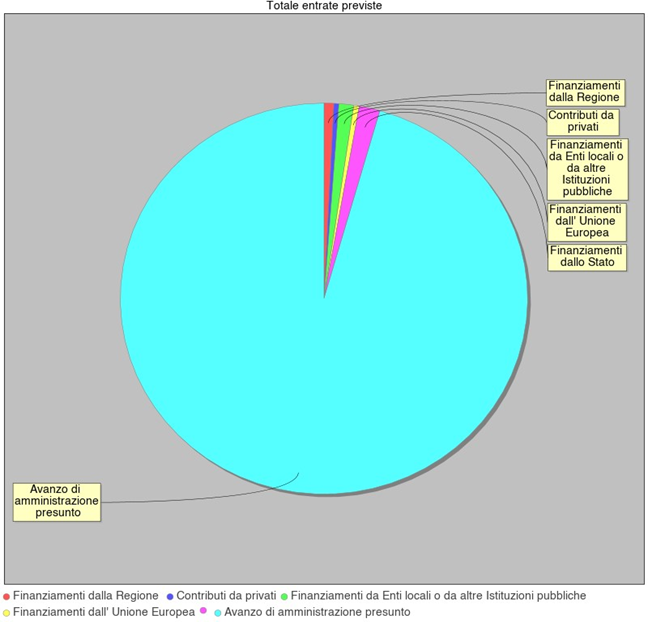 Totale entrate previste
Finanziamenti
dalla Regione
Contributi da
privati
Finanziamenti
da Enti locali o
da altre
Istituzioni
pubbliche
Finanziamenti
dall' Unione
Europea
Finanziamenti
dallo Stato
Avanzo di
amministrazione
presunto
Finanziamenti dalla Regione Contributi da privati Finanziamenti da Enti locali o da altre Istituzioni pubbliche
Finanziamenti dall' Unione Europea Avanzo di amministrazione presunto